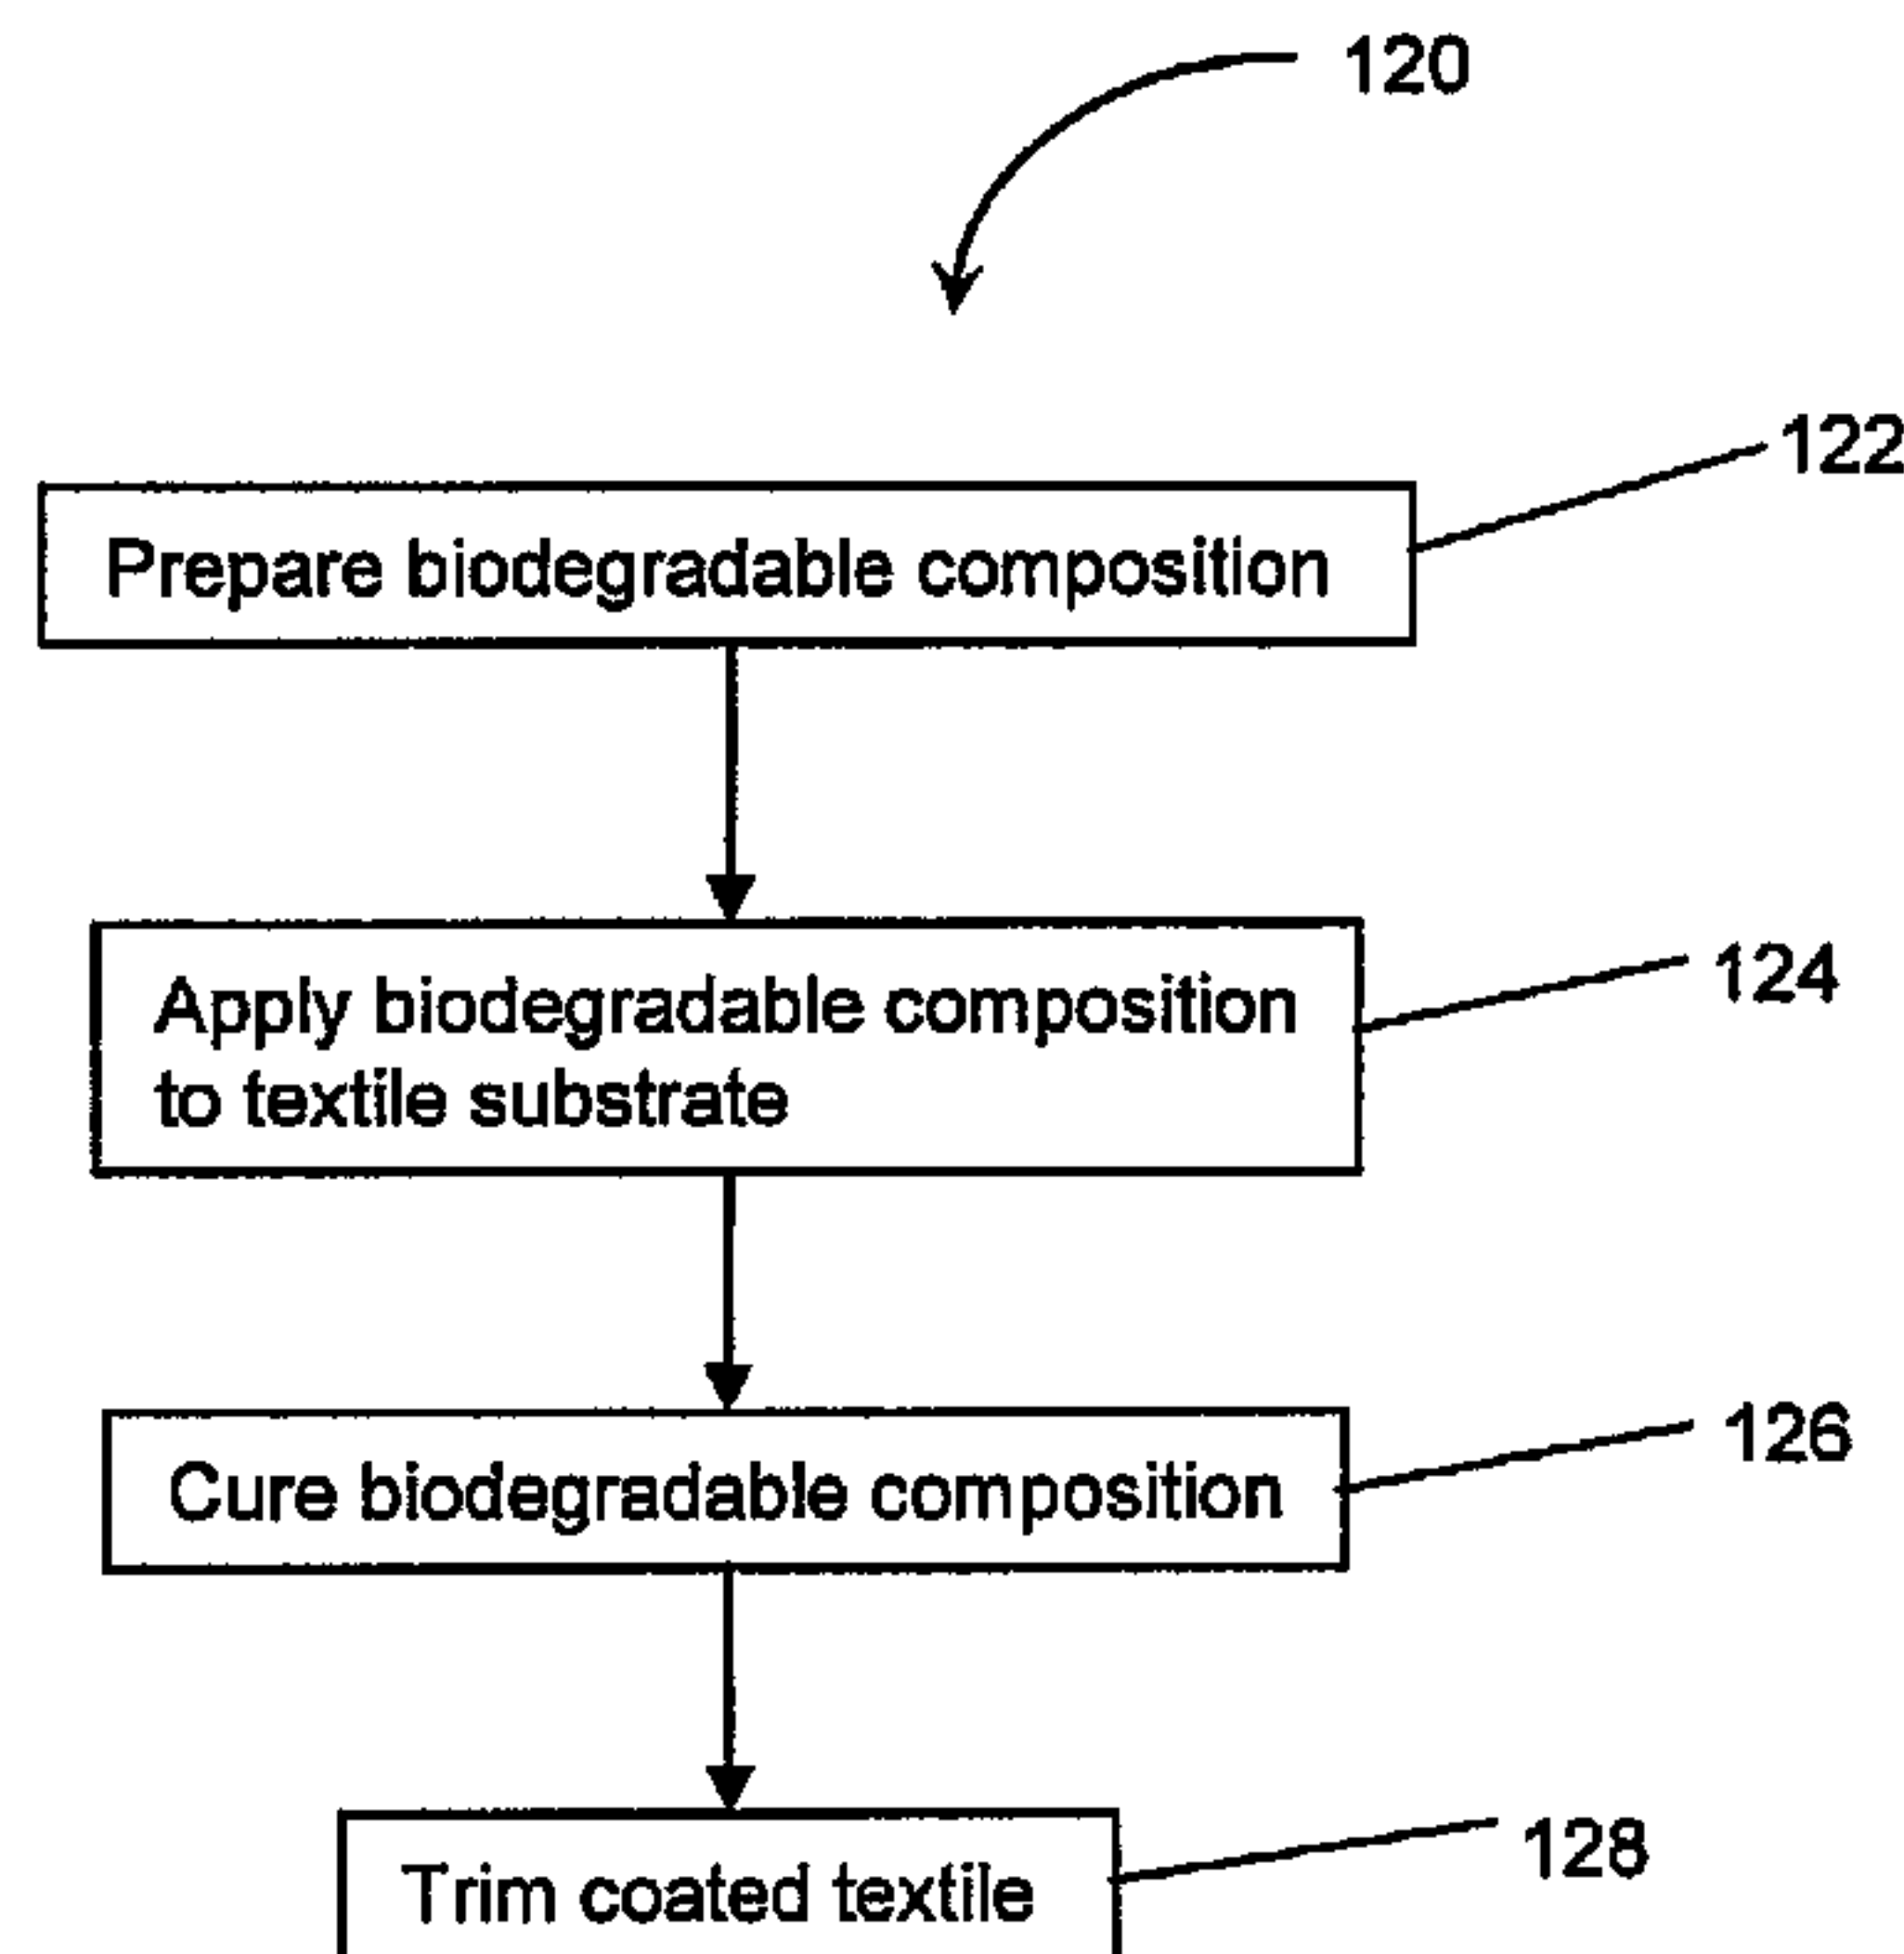 120
122
Prepare biodegradable composition
124
Apply biodegradable composition
to textile substrate
126
Cure biodegradable composition
128
Trim coated textile